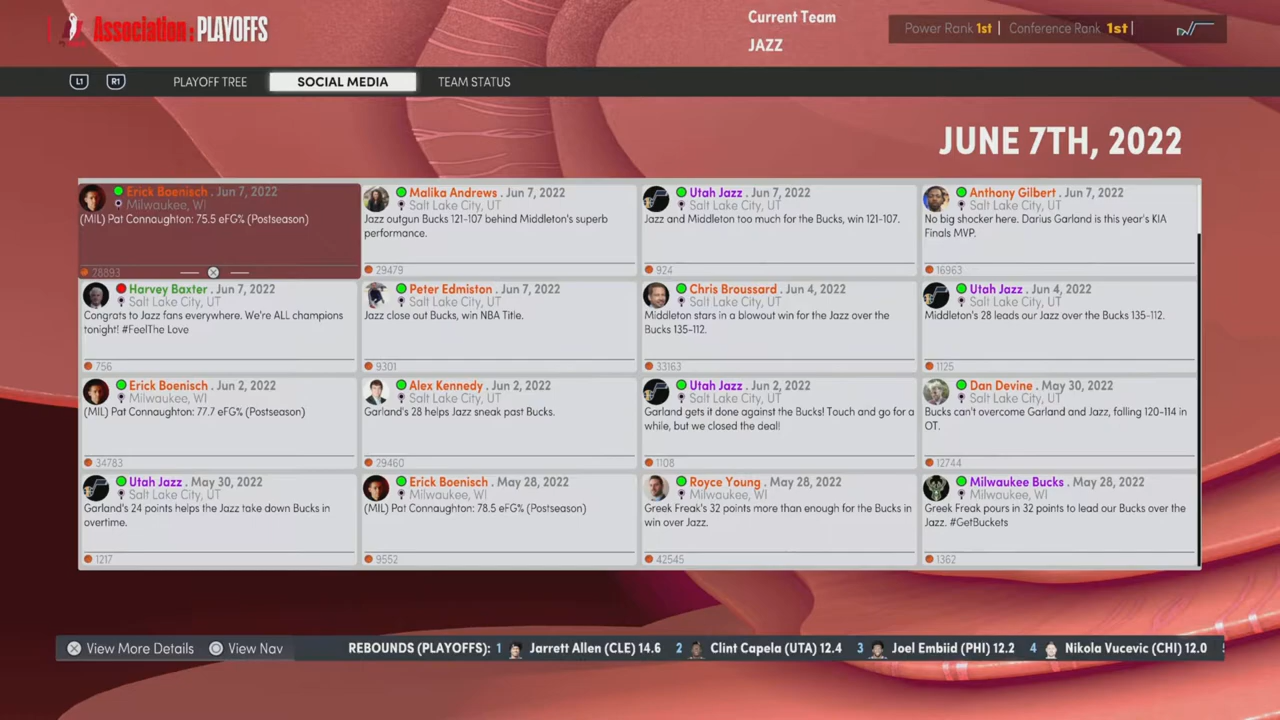 Association: PLAYOFFS
Current Team
JAZZ
Power Rank 1st | Conference Rank 1st |
L1 R1 PLAYOFF TREE SOCIAL MEDIA TEAM STATUS
JUNE 7TH, 2022
Erick Boenisch . Jun 7, 2022
Milwaukee, WI
(MIL) Pat Connaughton: 75.5 eFG% (Postseason)
28893
Malika Andrews . Jun 7, 2022
Salt Lake City, UT
Jazz outgun Bucks 121-107 behind Middleton's superb
performance.
29479
Utah Jazz . Jun 7, 2022
Salt Lake City, UT
Jazz and Middleton too much for the Bucks, win 121-107.
924
Anthony Gilbert . Jun 7, 2022
Salt Lake City, UT
No big shocker here. Darius Garland is this year's KIA
Finals MVP.
16963
Harvey Baxter . Jun 7, 2022
Salt Lake City, UT
Congrats to Jazz fans everywhere. We're ALL champions
tonight! #FeelThe Love
756
Peter Edmiston . Jun 7, 2022
Salt Lake City, UT
Jazz close out Bucks, win NBA Title.
9301
Chris Broussard . Jun 4, 2022
Salt Lake City, UT
Middleton stars in a blowout win for the Jazz over the
Bucks 135-112.
33163
Utah Jazz . Jun 4, 2022
Salt Lake City, UT
Middleton's 28 leads our Jazz over the Bucks 135-112.
1125
Erick Boenisch . Jun 2, 2022
Milwaukee, WI
(MIL) Pat Connaughton: 77.7 eFG% (Postseason)
34783
Alex Kennedy . Jun 2, 2022
Salt Lake City, UT
Garland's 28 helps Jazz sneak past Bucks.
29460
Utah Jazz . Jun 2, 2022
Salt Lake City, UT
Garland gets it done against the Bucks! Touch and go for a
while, but we closed the deal!
1108
Dan Devine . May 30, 2022
Salt Lake City, UT
Bucks can't overcome Garland and Jazz, falling 120-114 in
OT.
12744
Utah Jazz . May 30, 2022
Salt Lake City, UT
Garland's 24 points helps the Jazz take down Bucks in
overtime.
1217
Erick Boenisch . May 28, 2022
Milwaukee, WI
(MIL) Pat Connaughton: 78.5 eFG% (Postseason)
9552
Royce Young . May 28, 2022
Milwaukee, WI
Greek Freak's 32 points more than enough for the Bucks in
win over Jazz.
42545
Milwaukee Bucks . May 28, 2022
Milwaukee, WI
Greek Freak pours in 32 points to lead our Bucks over the
Jazz. #GetBuckets
1362
View More Details View Nav REBOUNDS (PLAYOFFS): 1 Jarrett Allen (CLE) 14.6 2 Clint Capela (UTA) 12.4 3 Joel Embiid (PHI) 12.2 4 Nikola Vucevic (CHI) 12.0